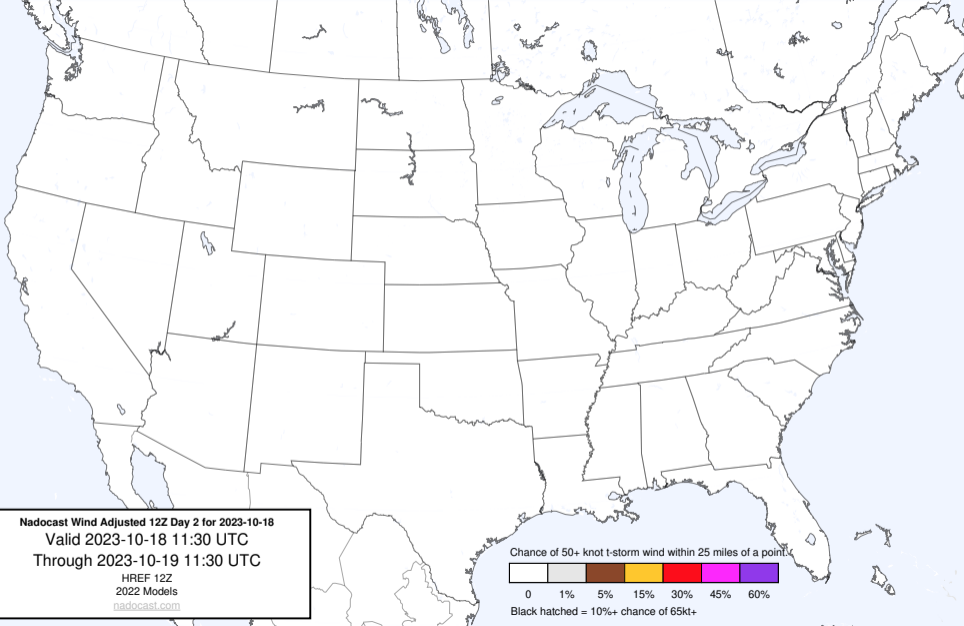 Nadocast Wind Adjusted 12Z Day 2 for 2023-10-18
Valid 2023-10-18 11:30 UTC
Through 2023-10-19 11:30 UTC
HREF 12Z
2022 Models
nadocast.com
Chance of 50+ knot t-storm wind within 25 miles of a point.
0 1% 5% 15% 30% 45% 60%
Black hatched = 10%+ chance of 65kt+